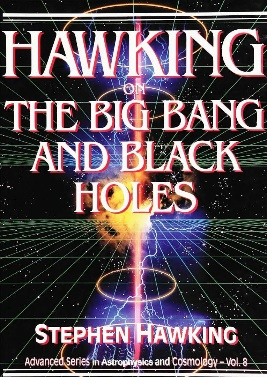 HAWKING
ON
THE BIG BANG
AND BLACK
HOLES
STEPHEN HAWKING
Advanced Series in Astrophysics and Cosmology – Vol. 8